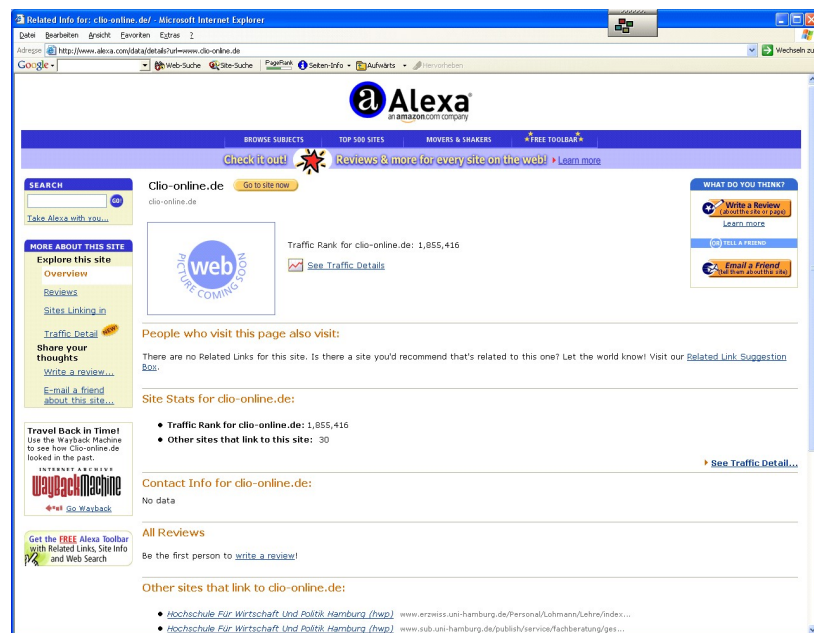 Related Info for: clio-online.de/ - Microsoft Internet Explorer
Datei Bearbeiten Ansicht Favoriten Extras ?
Adresse http://www.alexa.com/data/details?url=www.clio-online.de Wechseln zu
Google Web-Suche Site-Suche PageRank Seiten-Info Aufwärts Hervorheben
a Alexa
an amazon.com company
BROWSE SUBJECTS TOP 500 SITES MOVERS & SHAKERS FREE TOOLBAR
Check it out! Reviews & more for every site on the web! Learn more
SEARCH
GO!
Take Alexa with you...
MORE ABOUT THIS SITE
Explore this site
Overview
Reviews
Sites Linking in
Traffic Detail NEW!
Share your
thoughts
Write a review...
E-mail a friend
about this site...
Travel Back in Time!
Use the Wayback Machine
to see how Clio-online.de
looked in the past.
INTERNET ARCHIVE
WayBackMachine
Go Wayback
Get the FREE Alexa Toolbar
with Related Links, Site Info
and Web Search
Clio-online.de Go to site now
clio-online.de
web
PICTURE COMING SOON
Traffic Rank for clio-online.de: 1,855,416
See Traffic Details
WHAT DO YOU THINK?
Write a Review
(about the site or page)
Learn more
(OR) TELL A FRIEND
Email a Friend
(tell them about this site)
People who visit this page also visit:
There are no Related Links for this site. Is there a site you'd recommend that's related to this one? Let the world know! Visit our Related Link Suggestion
Box.
Site Stats for clio-online.de:
• Traffic Rank for clio-online.de: 1,855,416
• Other sites that link to this site: 30
See Traffic Detail...
Contact Info for clio-online.de:
No data
All Reviews
Be the first person to write a review!
Other sites that link to clio-online.de:
• Hochschule Für Wirtschaft Und Politik Hamburg (hwp) www.erzwiss.uni-hamburg.de/Personal/Lohmann/Lehre/index...
• Hochschule Für Wirtschaft Und Politik Hamburg (hwp) www.sub.uni-hamburg.de/publish/service/fachberatung/ges...